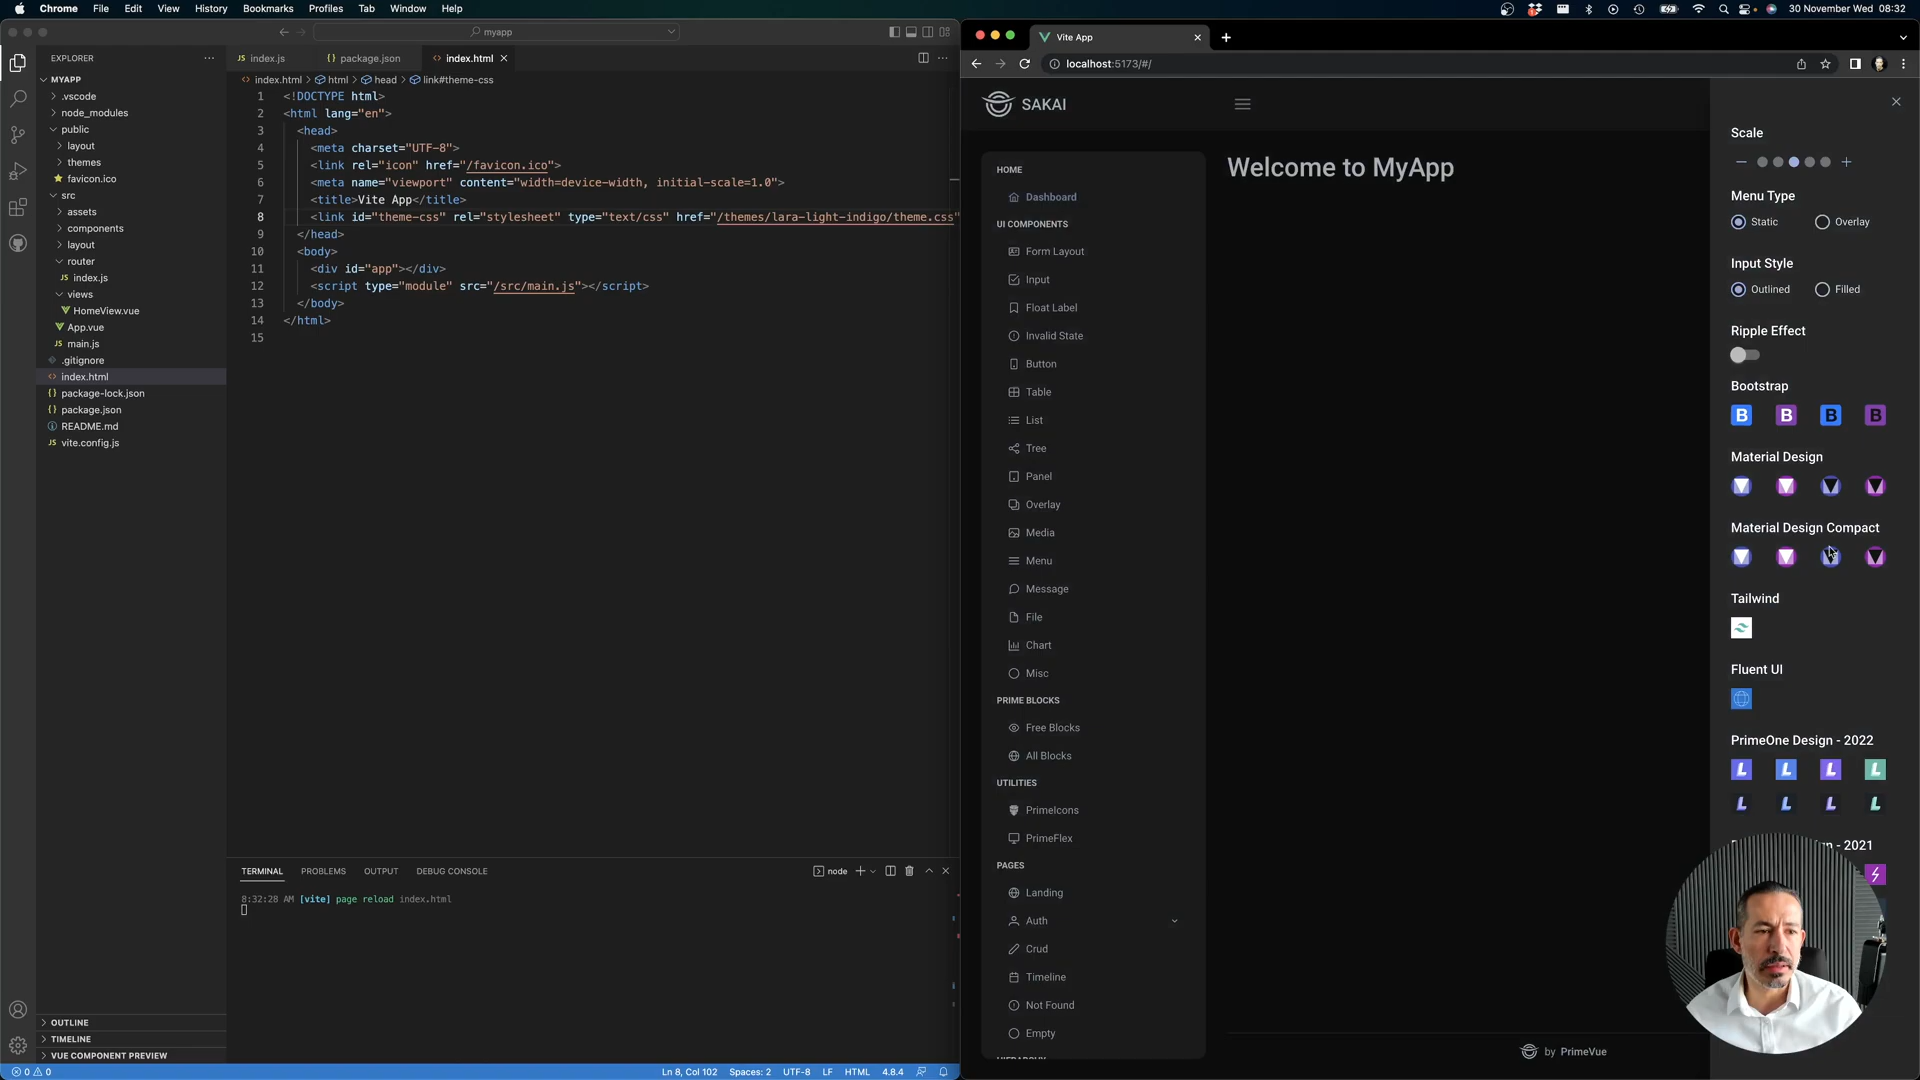 Chrome File Edit View History Bookmarks Profiles Tab Window Help
30 November Wed 08:32
myapp
EXPLORER
MYAPP
.vscode
node_modules
public
layout
themes
favicon.ico
src
assets
components
layout
router
index.js
views
HomeView.vue
App.vue
main.js
.gitignore
index.html
package-lock.json
package.json
README.md
vite.config.js
OUTLINE
TIMELINE
VUE COMPONENT PREVIEW
index.js package.json index.html
index.html > html > head > link#theme-css
1 <!DOCTYPE html>
2 <html lang="en">
3 <head>
4 <meta charset="UTF-8">
5 <link rel="icon" href="/favicon.ico">
6 <meta name="viewport" content="width=device-width, initial-scale=1.0">
7 <title>Vite App</title>
8 <link id="theme-css" rel="stylesheet" type="text/css" href="/themes/lara-light-indigo/theme.css"
9 </head>
10 <body>
11 <div id="app"></div>
12 <script type="module" src="/src/main.js"></script>
13 </body>
14 </html>
15
TERMINAL PROBLEMS OUTPUT DEBUG CONSOLE
node
8:32:28 AM [vite] page reload index.html
0 0
Ln 8, Col 102 Spaces: 2 UTF-8 LF HTML 4.8.4
Vite App
localhost:5173/#/
SAKAI
HOME
Dashboard
UI COMPONENTS
Form Layout
Input
Float Label
Invalid State
Button
Table
List
Tree
Panel
Overlay
Media
Menu
Message
File
Chart
Misc
PRIME BLOCKS
Free Blocks
All Blocks
UTILITIES
PrimeIcons
PrimeFlex
PAGES
Landing
Auth
Crud
Timeline
Not Found
Empty
HIERARCHY
Welcome to MyApp
by PrimeVue
Scale
Menu Type
Static Overlay
Input Style
Outlined Filled
Ripple Effect
Bootstrap
B B B B
Material Design
Material Design Compact
Tailwind
Fluent UI
PrimeOne Design - 2022
L L L L
L L L L
- 2021